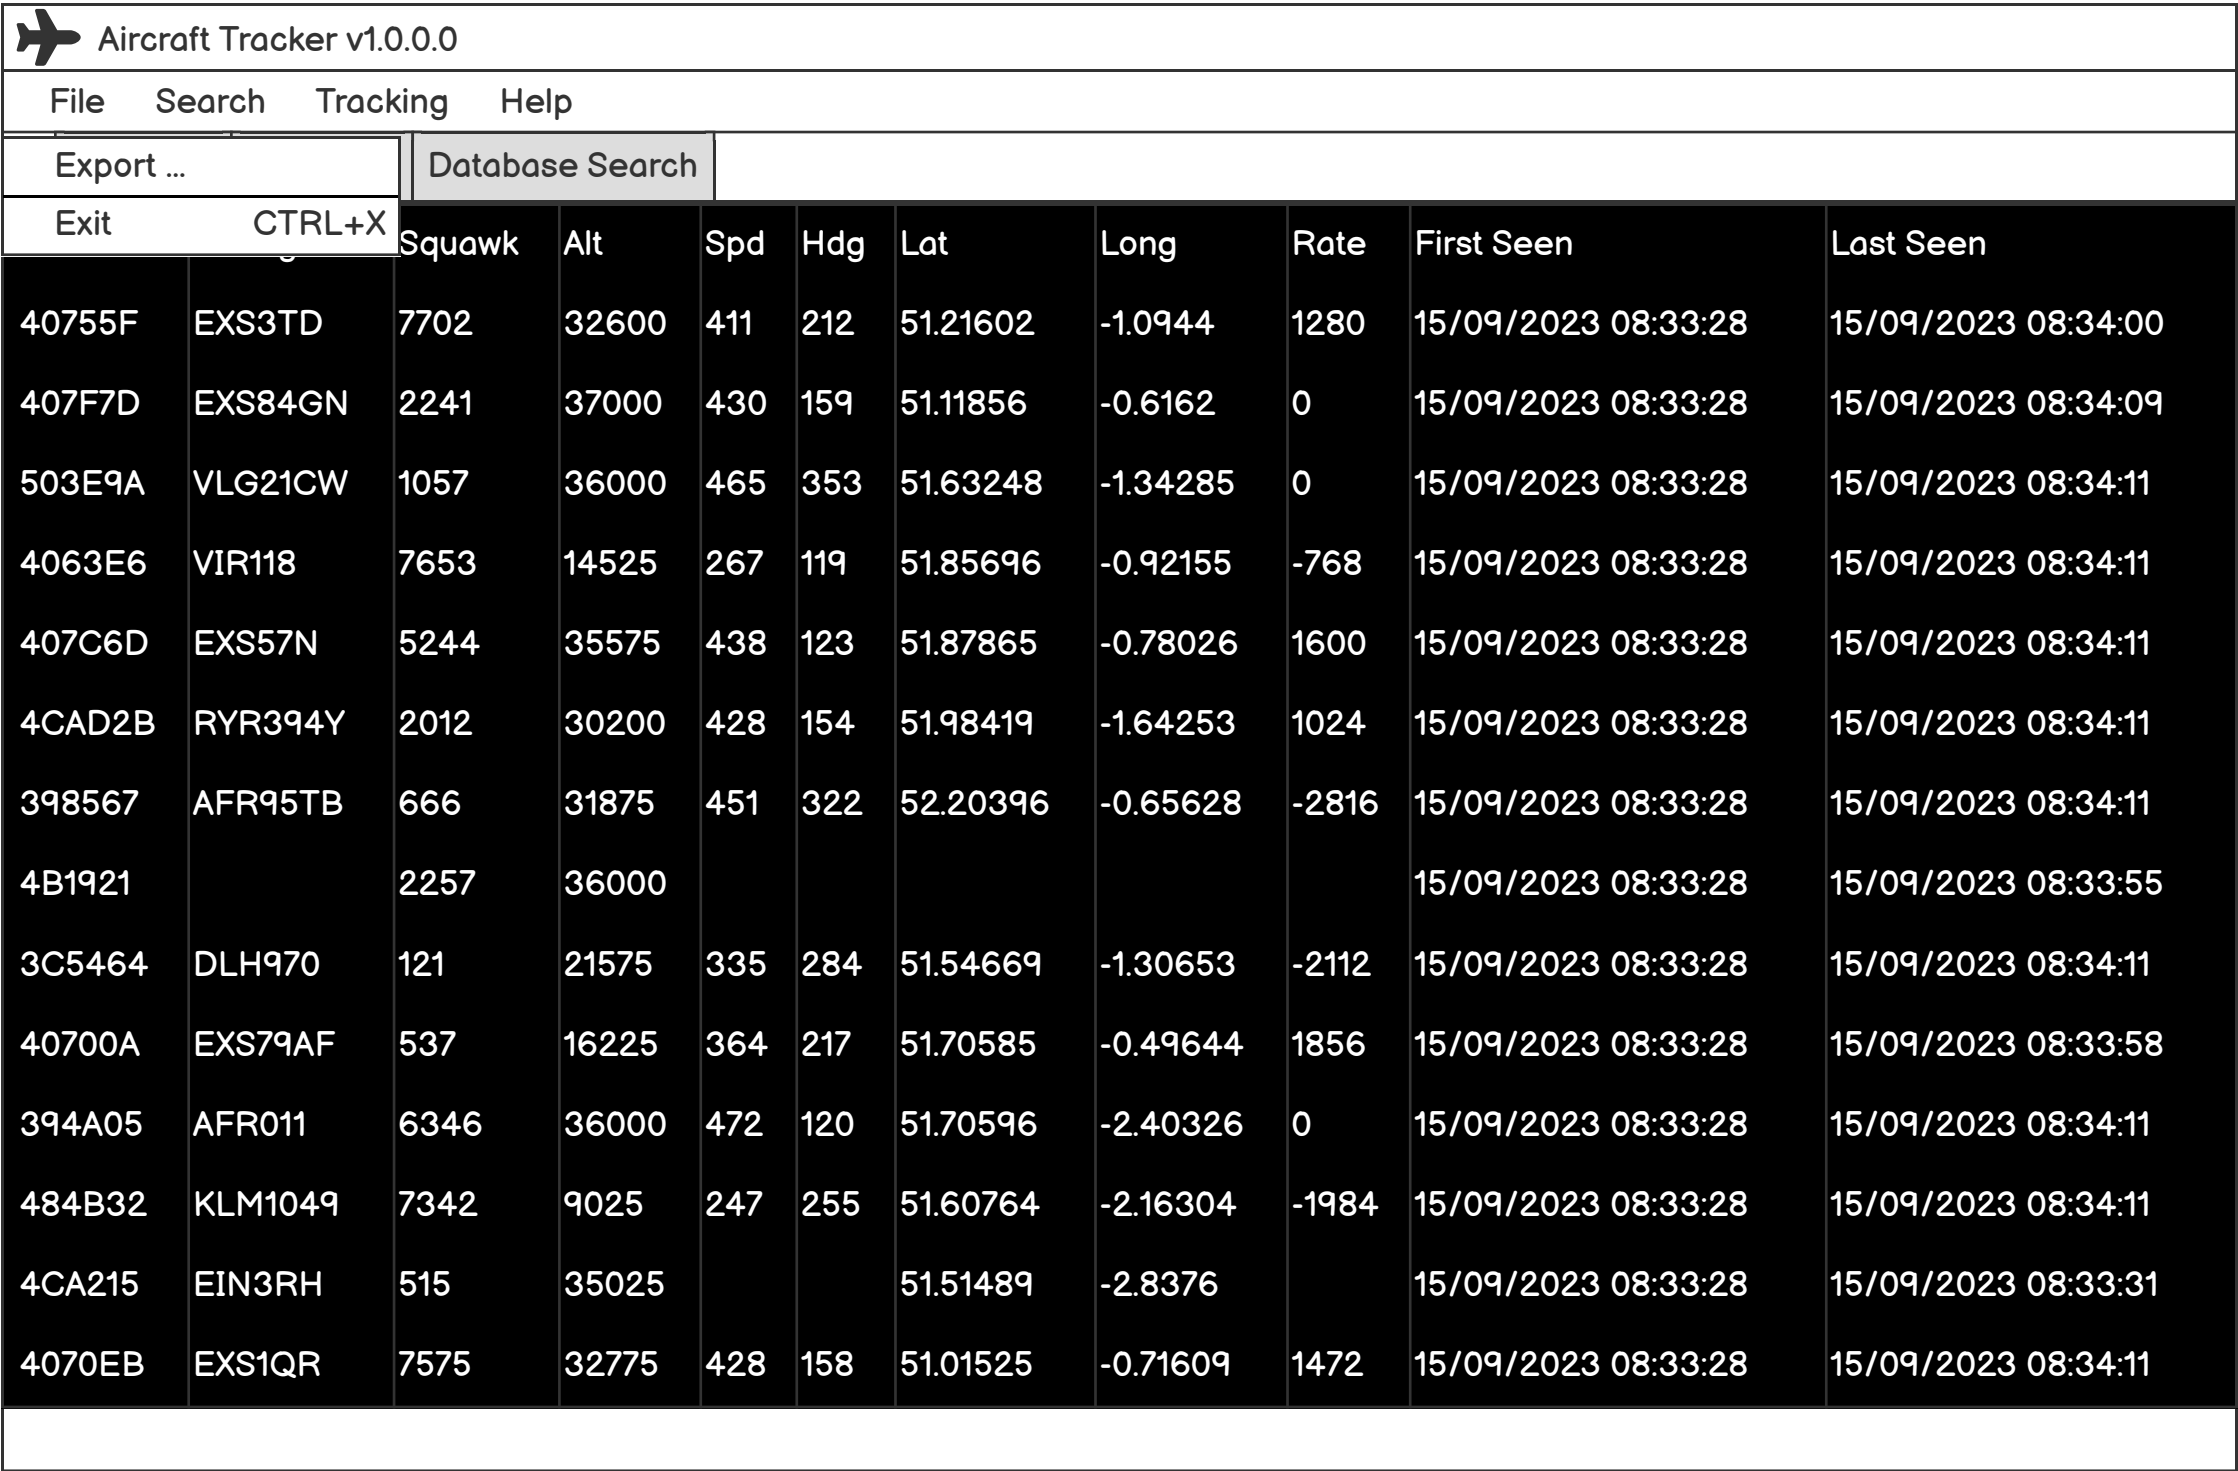 Aircraft Tracker v1.0.0.0
File Search Tracking Help
Export ... Database Search
Exit CTRL+X
Squawk Alt Spd Hdg Lat Long Rate First Seen Last Seen
40755F EXS3TD 7702 32600 411 212 51.21602 -1.0944 1280 15/09/2023 08:33:28 15/09/2023 08:34:00
407F7D EXS84GN 2241 37000 430 159 51.11856 -0.6162 0 15/09/2023 08:33:28 15/09/2023 08:34:09
503E9A VLG21CW 1057 36000 465 353 51.63248 -1.34285 0 15/09/2023 08:33:28 15/09/2023 08:34:11
4063E6 VIR118 7653 14525 267 119 51.85696 -0.92155 -768 15/09/2023 08:33:28 15/09/2023 08:34:11
407C6D EXS57N 5244 35575 438 123 51.87865 -0.78026 1600 15/09/2023 08:33:28 15/09/2023 08:34:11
4CAD2B RYR394Y 2012 30200 428 154 51.98419 -1.64253 1024 15/09/2023 08:33:28 15/09/2023 08:34:11
398567 AFR95TB 666 31875 451 322 52.20396 -0.65628 -2816 15/09/2023 08:33:28 15/09/2023 08:34:11
4B1921 2257 36000 15/09/2023 08:33:28 15/09/2023 08:33:55
3C5464 DLH970 121 21575 335 284 51.54669 -1.30653 -2112 15/09/2023 08:33:28 15/09/2023 08:34:11
40700A EXS79AF 537 16225 364 217 51.70585 -0.49644 1856 15/09/2023 08:33:28 15/09/2023 08:33:58
394A05 AFR011 6346 36000 472 120 51.70596 -2.40326 0 15/09/2023 08:33:28 15/09/2023 08:34:11
484B32 KLM1049 7342 9025 247 255 51.60764 -2.16304 -1984 15/09/2023 08:33:28 15/09/2023 08:34:11
4CA215 EIN3RH 515 35025 51.51489 -2.8376 15/09/2023 08:33:28 15/09/2023 08:33:31
4070EB EXS1QR 7575 32775 428 158 51.01525 -0.71609 1472 15/09/2023 08:33:28 15/09/2023 08:34:11